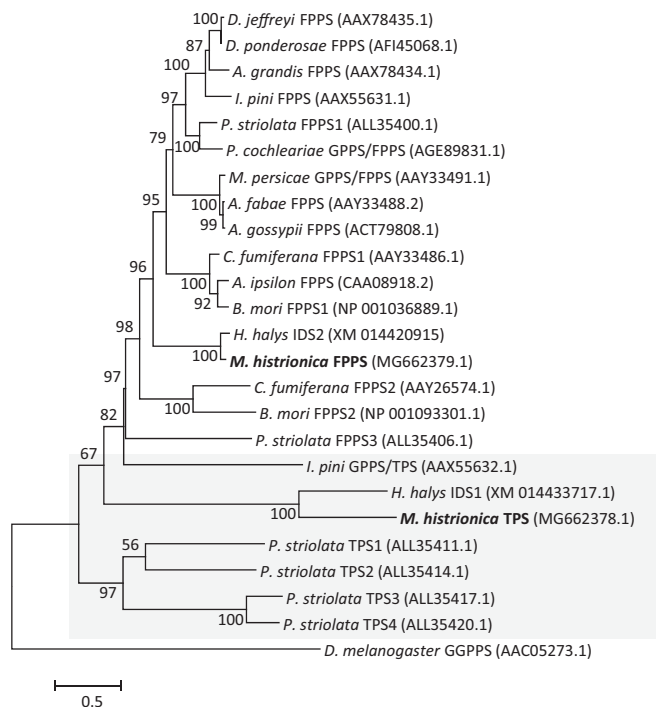 100 D. jeffreyi FPPS (AAX78435.1)
D. ponderosae FPPS (AFI45068.1)
87
A. grandis FPPS (AAX78434.1)
100
I. pini FPPS (AAX55631.1)
97
P. striolata FPPS1 (ALL35400.1)
79
100
P. cochleariae GPPS/FPPS (AGE89831.1)
M. persicae GPPS/FPPS (AAY33491.1)
95
100
A. fabae FPPS (AAY33488.2)
99
A. gossypii FPPS (ACT79808.1)
C. fumiferana FPPS1 (AAY33486.1)
96
100
A. ipsilon FPPS (CAA08918.2)
92
B. mori FPPS1 (NP 001036889.1)
98
H. halys IDS2 (XM 014420915)
100
M. histrionica FPPS (MG662379.1)
97
C. fumiferana FPPS2 (AAY26574.1)
100
B. mori FPPS2 (NP 001093301.1)
82
P. striolata FPPS3 (ALL35406.1)
67
I. pini GPPS/TPS (AAX55632.1)
H. halys IDS1 (XM 014433717.1)
100
M. histrionica TPS (MG662378.1)
56
P. striolata TPS1 (ALL35411.1)
P. striolata TPS2 (ALL35414.1)
97
P. striolata TPS3 (ALL35417.1)
100
P. striolata TPS4 (ALL35420.1)
D. melanogaster GGPPS (AAC05273.1)
0.5